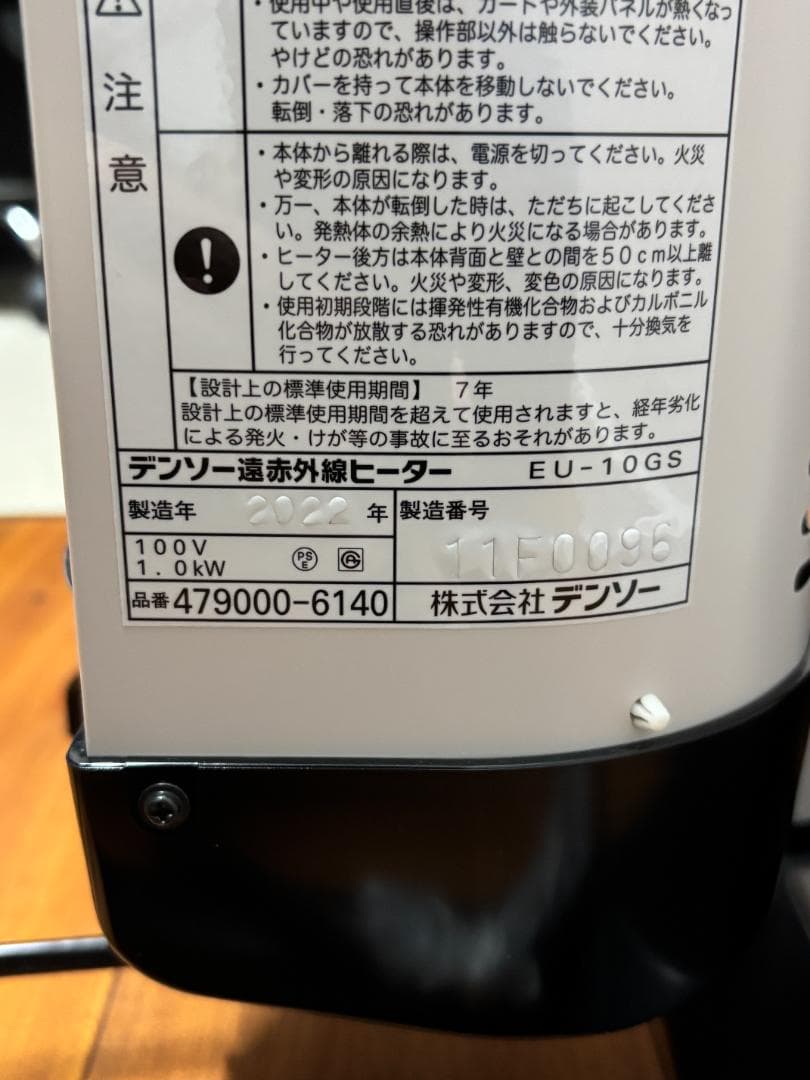 ・使用中や使用直後は、ガードや外装パネルが熱くなっ
ていますので、操作部以外は触らないでください。
やけどの恐れがあります。
・カバーを持って本体を移動しないでください。
転倒・落下の恐れがあります。
注意
・本体から離れる際は、電源を切ってください。火災
や変形の原因になります。
・万一、本体が転倒した時は、ただちに起こしてくださ
い。発熱体の余熱により火災になる場合があります。
・ヒーター後方は本体背面と壁との間を50cm以上離
してください。火災や変形、変色の原因になります。
・使用初期段階には揮発性有機化合物およびカルボニル
化合物が放散する恐れがありますので、十分換気を
行ってください。
【設計上の標準使用期間】 7年
設計上の標準使用期間を超えて使用されますと、経年劣化
による発火・けが等の事故に至るおそれがあります。
デンソー遠赤外線ヒーター EU-10GS
製造年 2022 年 製造番号
11F0096
100V
1.0kW
PS
E
品番 479000-6140 株式会社 デンソー